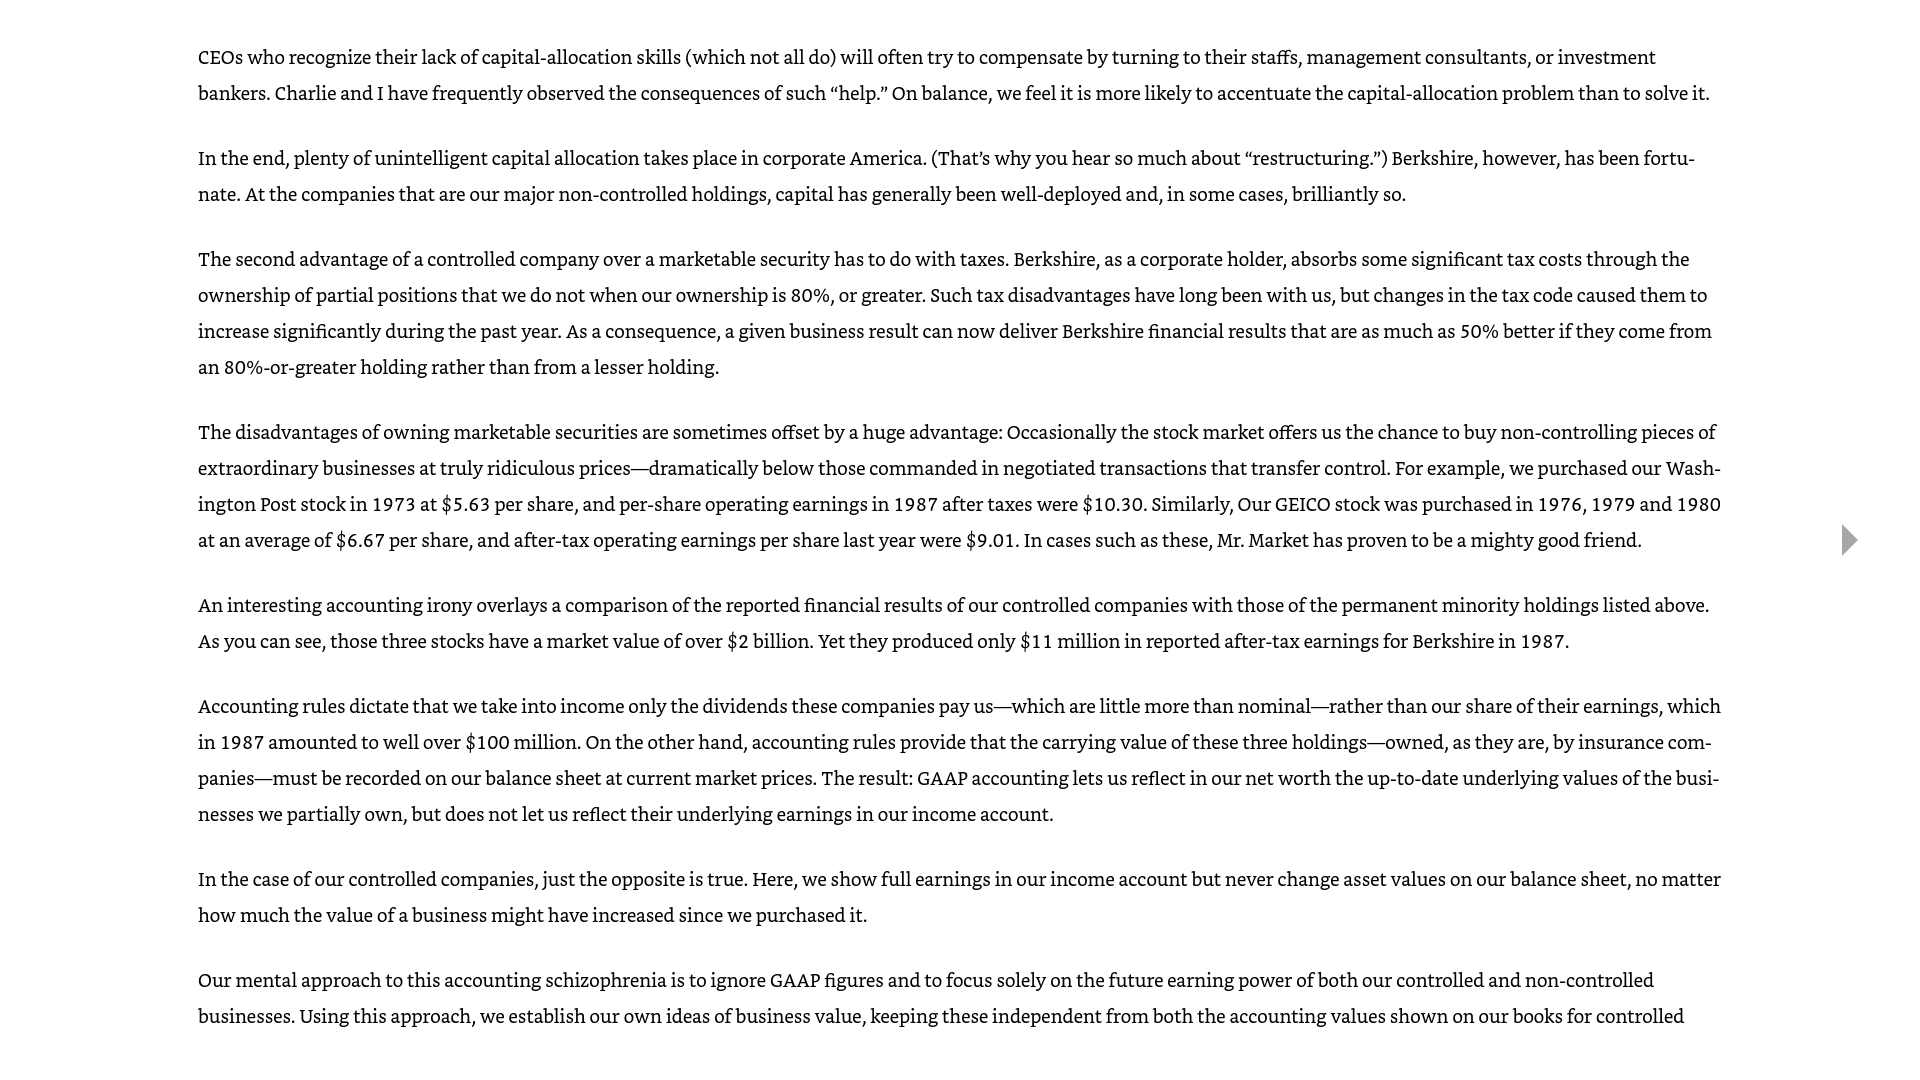 CEOs who recognize their lack of capital-allocation skills (which not all do) will often try to compensate by turning to their staffs, management consultants, or investment
bankers. Charlie and I have frequently observed the consequences of such “help.” On balance, we feel it is more likely to accentuate the capital-allocation problem than to solve it.
In the end, plenty of unintelligent capital allocation takes place in corporate America. (That’s why you hear so much about “restructuring.”) Berkshire, however, has been fortu-
nate. At the companies that are our major non-controlled holdings, capital has generally been well-deployed and, in some cases, brilliantly so.
The second advantage of a controlled company over a marketable security has to do with taxes. Berkshire, as a corporate holder, absorbs some significant tax costs through the
ownership of partial positions that we do not when our ownership is 80%, or greater. Such tax disadvantages have long been with us, but changes in the tax code caused them to
increase significantly during the past year. As a consequence, a given business result can now deliver Berkshire financial results that are as much as 50% better if they come from
an 80%-or-greater holding rather than from a lesser holding.
The disadvantages of owning marketable securities are sometimes offset by a huge advantage: Occasionally the stock market offers us the chance to buy non-controlling pieces of
extraordinary businesses at truly ridiculous prices—dramatically below those commanded in negotiated transactions that transfer control. For example, we purchased our Wash-
ington Post stock in 1973 at $5.63 per share, and per-share operating earnings in 1987 after taxes were $10.30. Similarly, Our GEICO stock was purchased in 1976, 1979 and 1980
at an average of $6.67 per share, and after-tax operating earnings per share last year were $9.01. In cases such as these, Mr. Market has proven to be a mighty good friend.
An interesting accounting irony overlays a comparison of the reported financial results of our controlled companies with those of the permanent minority holdings listed above.
As you can see, those three stocks have a market value of over $2 billion. Yet they produced only $11 million in reported after-tax earnings for Berkshire in 1987.
Accounting rules dictate that we take into income only the dividends these companies pay us—which are little more than nominal—rather than our share of their earnings, which
in 1987 amounted to well over $100 million. On the other hand, accounting rules provide that the carrying value of these three holdings—owned, as they are, by insurance com-
panies—must be recorded on our balance sheet at current market prices. The result: GAAP accounting lets us reflect in our net worth the up-to-date underlying values of the busi-
nesses we partially own, but does not let us reflect their underlying earnings in our income account.
In the case of our controlled companies, just the opposite is true. Here, we show full earnings in our income account but never change asset values on our balance sheet, no matter
how much the value of a business might have increased since we purchased it.
Our mental approach to this accounting schizophrenia is to ignore GAAP figures and to focus solely on the future earning power of both our controlled and non-controlled
businesses. Using this approach, we establish our own ideas of business value, keeping these independent from both the accounting values shown on our books for controlled